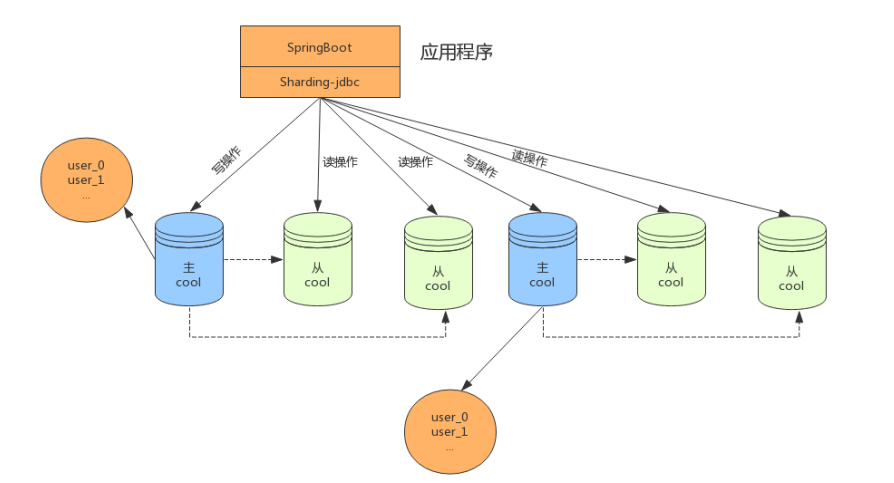 SpringBoot
应用程序
Sharding-jdbc
写操作
读操作
读操作
写操作
读操作
user_0
user_1
...
主
cool
从
cool
从
cool
主
cool
从
cool
从
cool
user_0
user_1
...